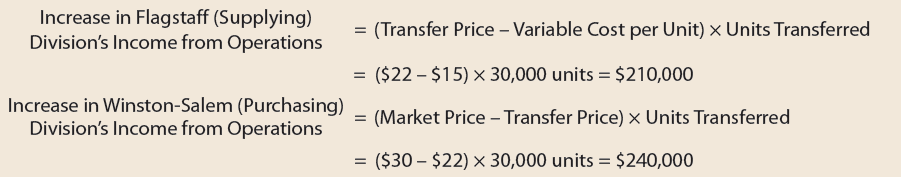 Increase in Flagstaff (Supplying)
Division's Income from Operations
= (Transfer Price – Variable Cost per Unit) × Units Transferred
= ($22 – $15) × 30,000 units = $210,000
Increase in Winston-Salem (Purchasing)
Division's Income from Operations
= (Market Price – Transfer Price) × Units Transferred
= ($30 – $22) × 30,000 units = $240,000